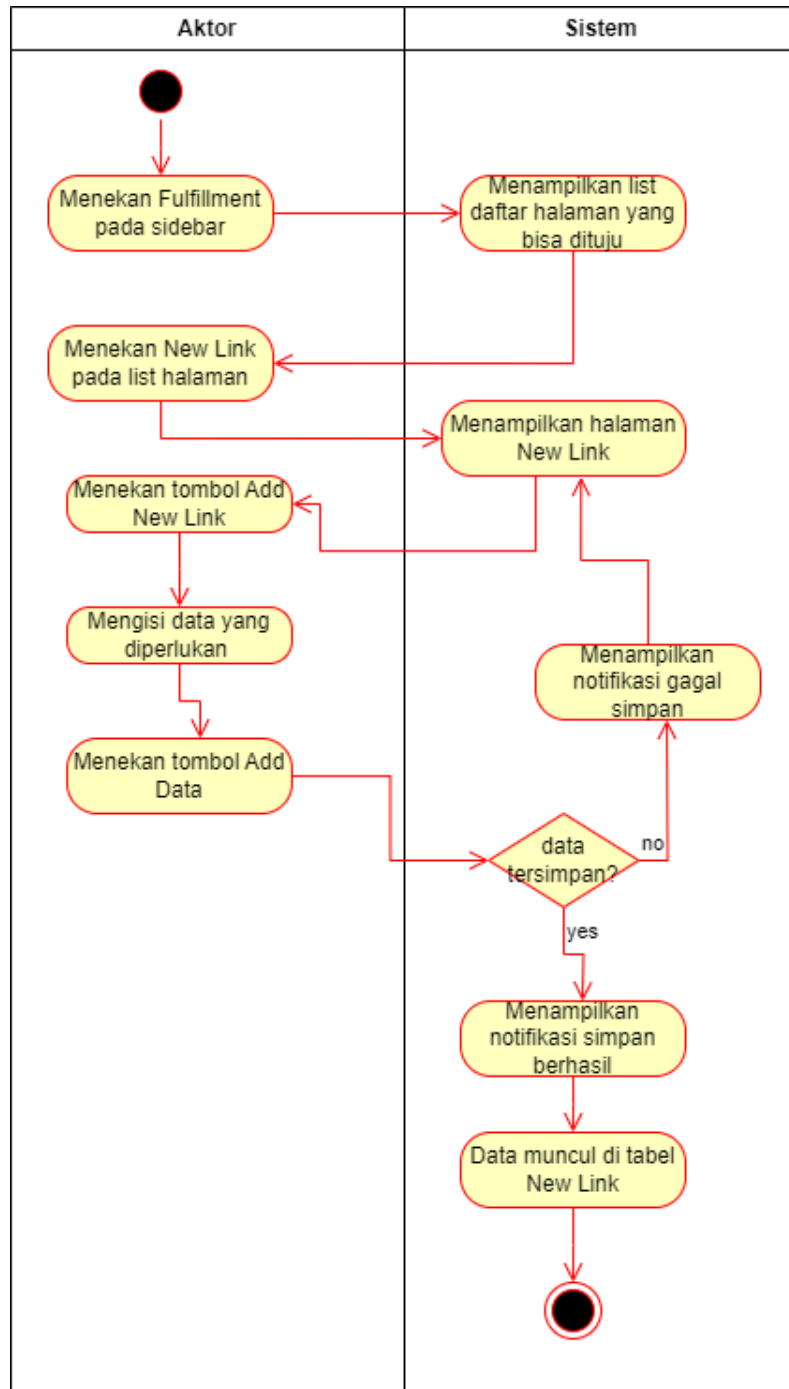 Aktor
Sistem
Menekan Fulfillment
pada sidebar
Menampilkan list
daftar halaman yang
bisa dituju
Menekan New Link
pada list halaman
Menampilkan halaman
New Link
Menekan tombol Add
New Link
Mengisi data yang
diperlukan
Menampilkan
notifikasi gagal
simpan
Menekan tombol Add
Data
data
tersimpan?
no
yes
Menampilkan
notifikasi simpan
berhasil
Data muncul di tabel
New Link